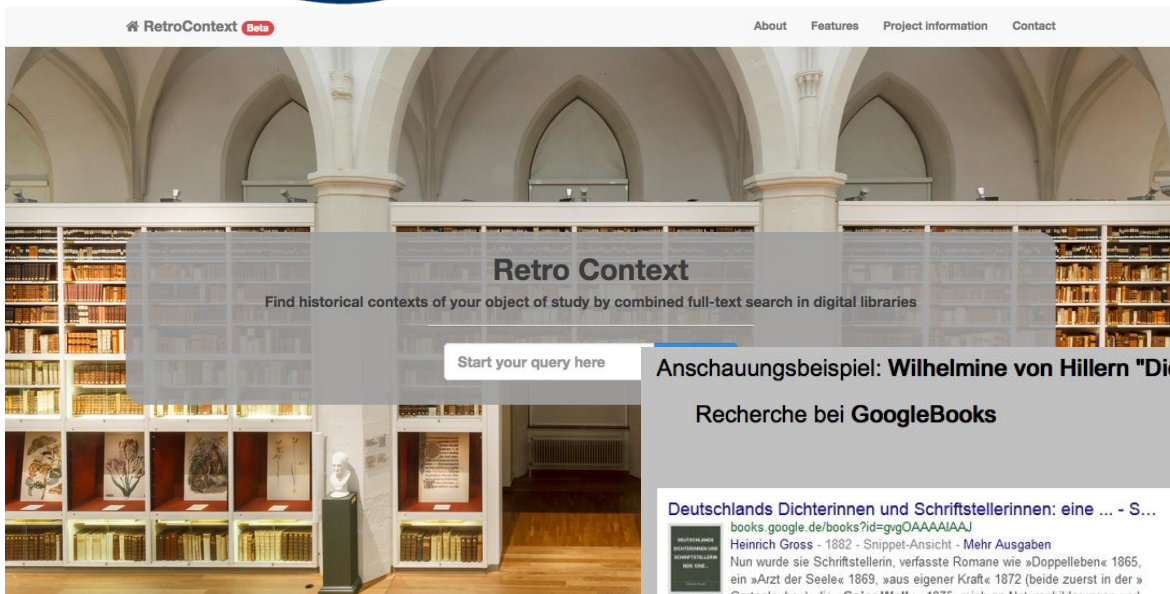 RetroContext Beta
About Features Project information Contact
Retro Context
Find historical contexts of your object of study by combined full-text search in digital libraries
Start your query here
Anschauungsbeispiel: Wilhelmine von Hillern "Di
Recherche bei GoogleBooks
Deutschlands Dichterinnen und Schriftstellerinnen: eine ... - S...
books.google.de/books?id=gvgOAAAAIAAJ
Heinrich Gross - 1882 - Snippet-Ansicht - Mehr Ausgaben
Nun wurde sie Schriftstellerin, verfasste Romane wie »Doppelleben« 1865,
ein »Arzt der Seele« 1869, »aus eigener Kraft« 1872 (beide zuerst in der »